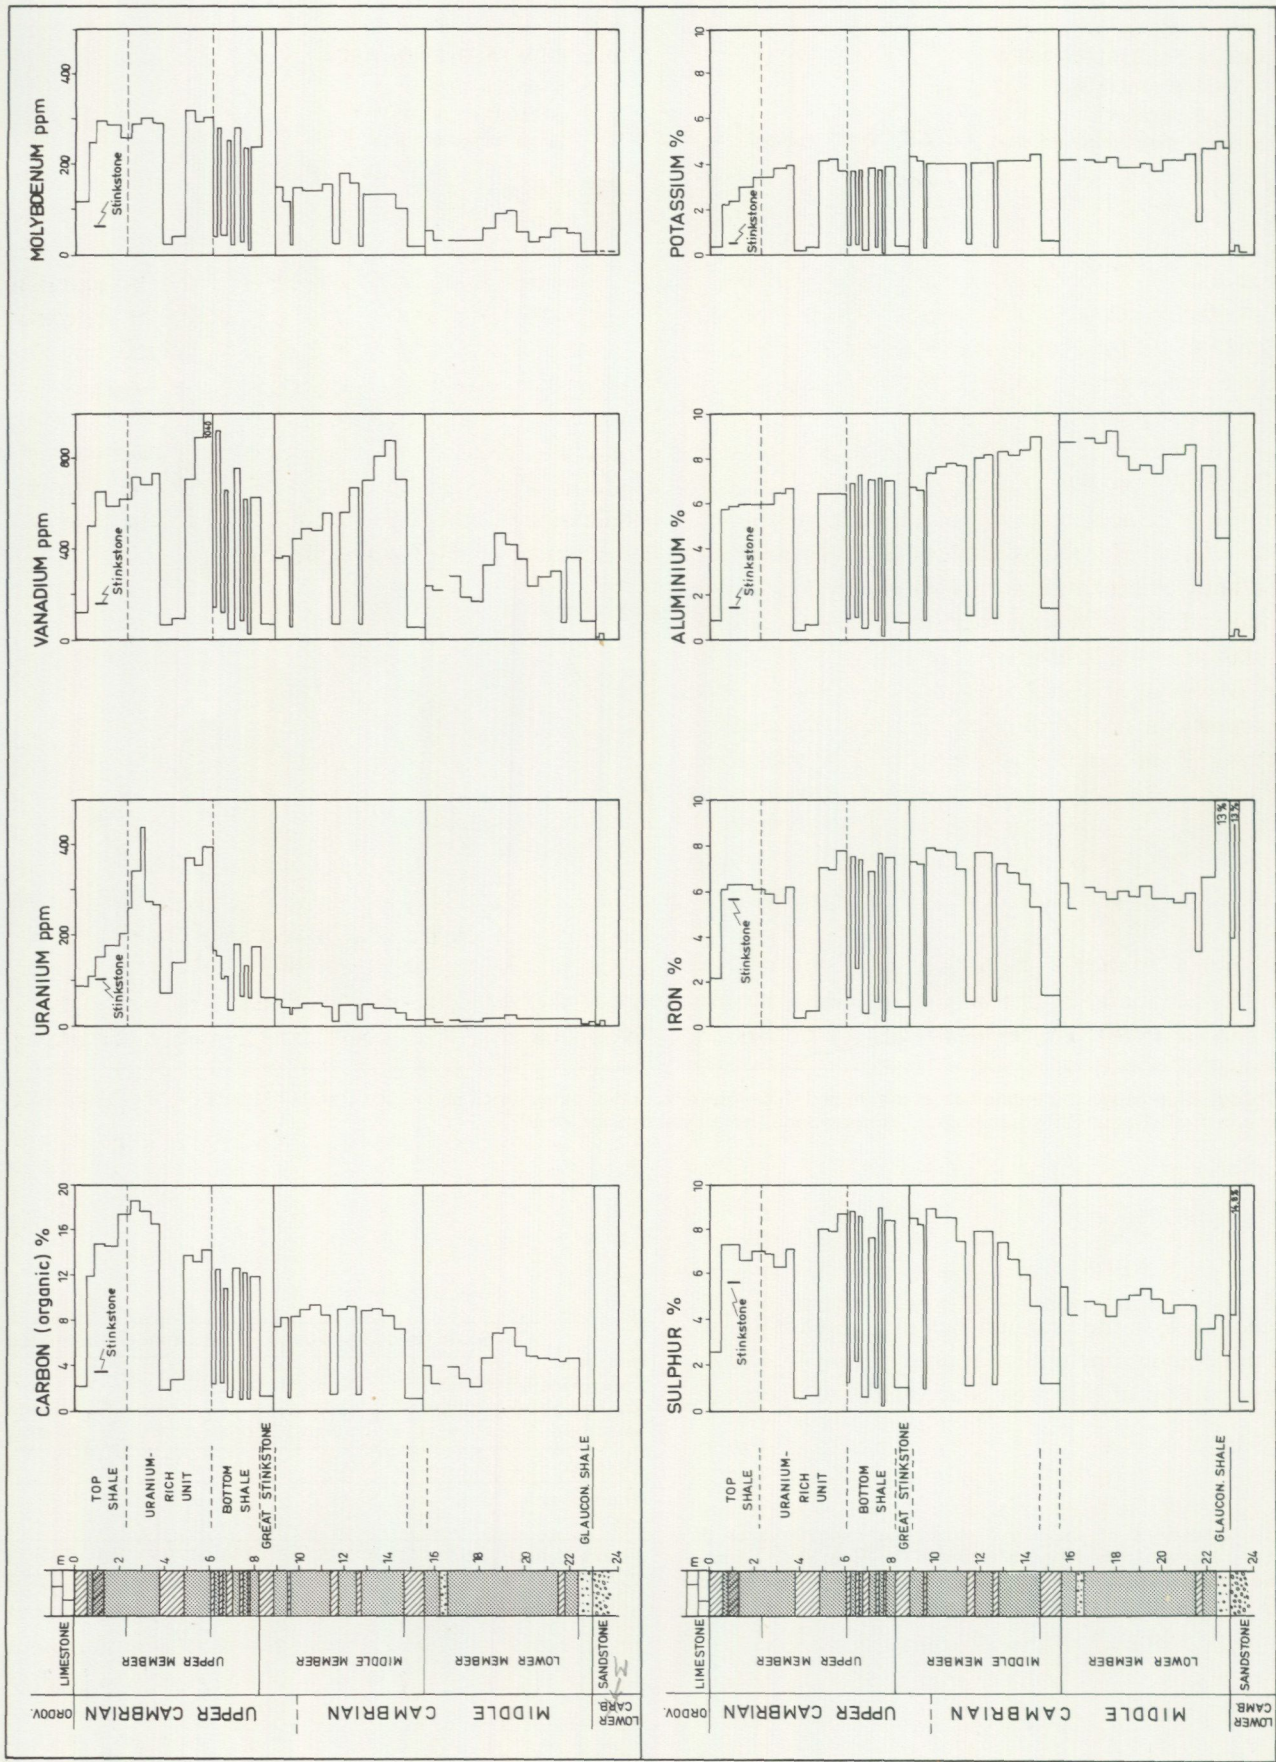 MOLYBDENUM ppm
0
200
400
Stinkstone
VANADIUM ppm
0
400
800
Stinkstone
1040
URANIUM ppm
0
200
400
Stinkstone
CARBON (organic) %
0
4
8
12
16
20
Stinkstone
TOP
SHALE
URANIUM-
RICH
UNIT
BOTTOM
SHALE
GREAT STINKSTONE
GLAUCON. SHALE
m
0
2
4
6
8
10
12
14
16
18
20
22
24
LIMESTONE
UPPER MEMBER
MIDDLE MEMBER
LOWER MEMBER
SANDSTONE
ORDOV.
UPPER CAMBRIAN
MIDDLE CAMBRIAN
LOWER
CAMB.
POTASSIUM %
0
2
4
6
8
10
Stinkstone
ALUMINIUM %
0
2
4
6
8
10
Stinkstone
IRON %
0
2
4
6
8
10
Stinkstone
13%
13%
SULPHUR %
0
2
4
6
8
10
Stinkstone
TOP
SHALE
URANIUM-
RICH
UNIT
BOTTOM
SHALE
GREAT STINKSTONE
GLAUCON. SHALE
m
0
2
4
6
8
10
12
14
16
18
20
22
24
LIMESTONE
UPPER MEMBER
MIDDLE MEMBER
LOWER MEMBER
SANDSTONE
ORDOV.
UPPER CAMBRIAN
MIDDLE CAMBRIAN
LOWER
CAMB.